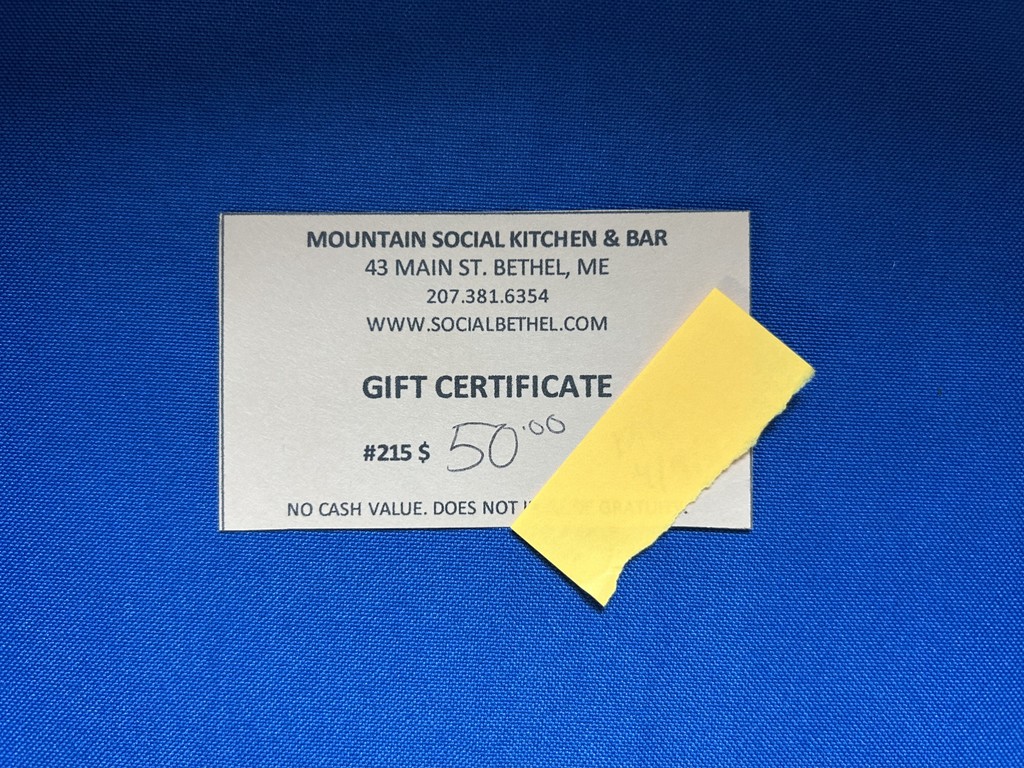 MOUNTAIN SOCIAL KITCHEN & BAR
43 MAIN ST. BETHEL, ME
207.381.6354
WWW.SOCIALBETHEL.COM
GIFT CERTIFICATE
#215 $ 50.00
NO CASH VALUE. DOES NOT